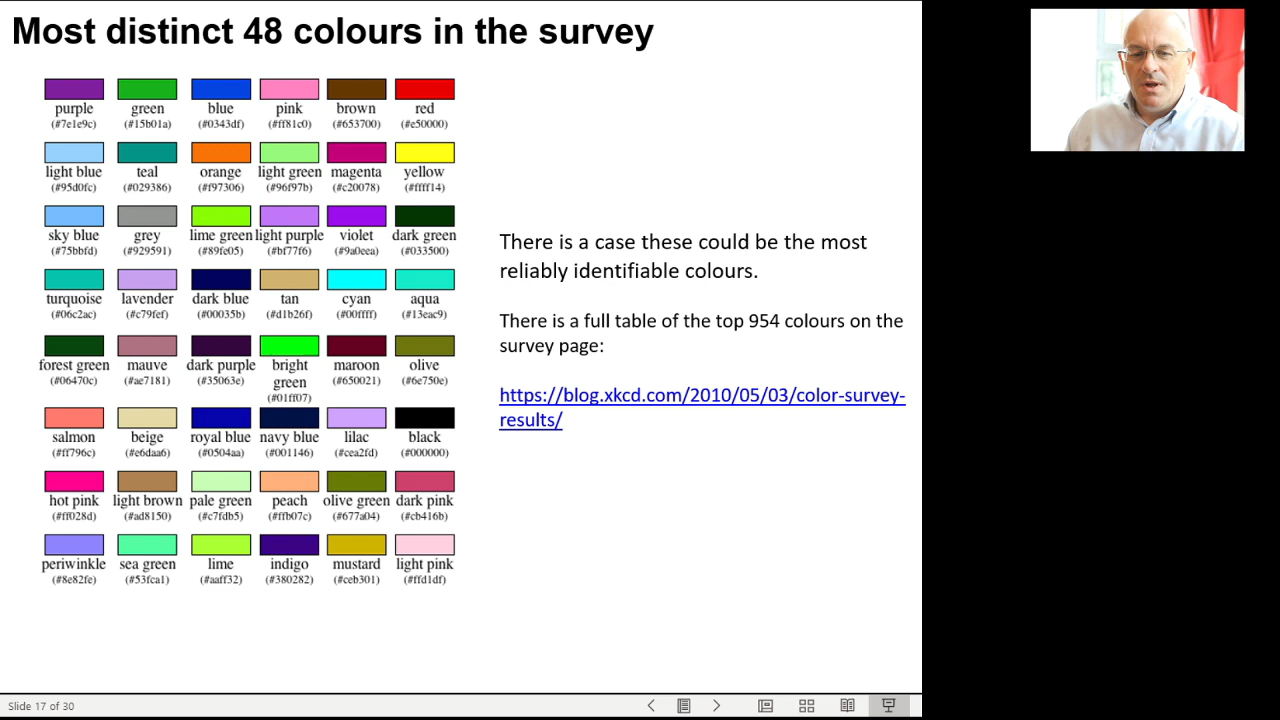 Most distinct 48 colours in the survey
purple green blue pink brown red
(#7e1e9c) (#15b01a) (#0343df) (#ff81c0) (#653700) (#e50000)
light blue teal orange light green magenta yellow
(#95d0fc) (#029386) (#f97306) (#96f97b) (#c20078) (#ffff14)
sky blue grey lime green light purple violet dark green
(#75bbfd) (#929591) (#89fe05) (#bf77f6) (#9a0eea) (#033500)
turquoise lavender dark blue tan cyan aqua
(#06c2ac) (#c79fef) (#00035b) (#d1b26f) (#00ffff) (#13eac9)
forest green mauve dark purple bright green maroon olive
(#06470c) (#ae7181) (#35063e) (#01ff07) (#650021) (#6e750e)
salmon beige royal blue navy blue lilac black
(#ff796c) (#e6daa6) (#0504aa) (#001146) (#cea2fd) (#000000)
hot pink light brown pale green peach olive green dark pink
(#ff028d) (#ad8150) (#c7fdb5) (#ffb07c) (#677a04) (#cb416b)
periwinkle sea green lime indigo mustard light pink
(#8e82fe) (#53fca1) (#aaff32) (#380282) (#ceb301) (#ffd1df)
There is a case these could be the most
reliably identifiable colours.
There is a full table of the top 954 colours on the
survey page:
https://blog.xkcd.com/2010/05/03/color-survey-
results/
Slide 17 of 30